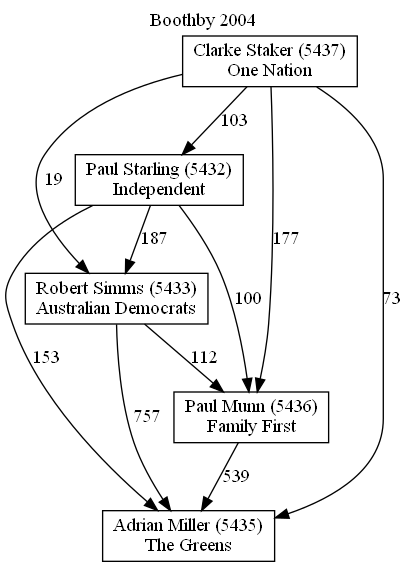 Boothby 2004
Clarke Staker (5437)
One Nation
103
Paul Starling (5432)
Independent
19
187
177
Robert Simms (5433)
Australian Democrats
100
73
153
112
Paul Munn (5436)
Family First
757
539
Adrian Miller (5435)
The Greens